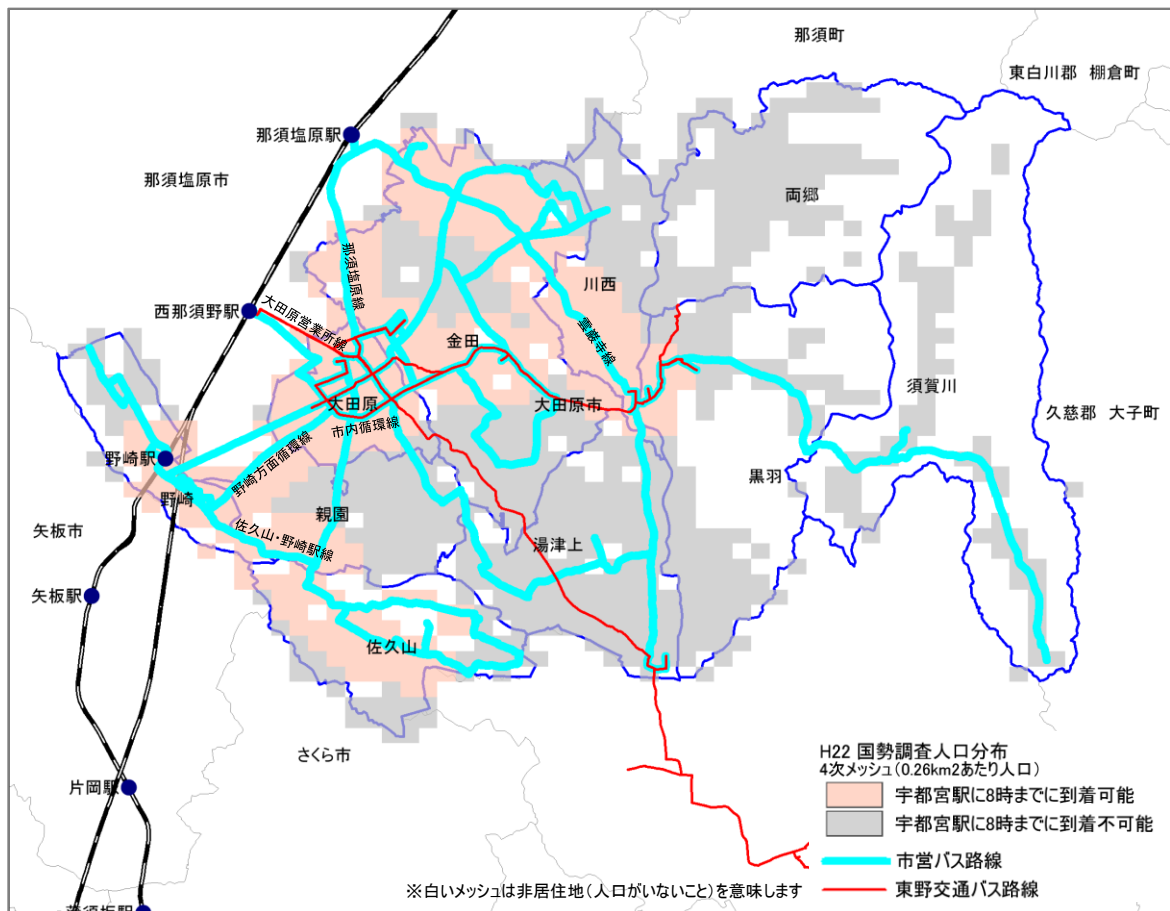 那須町
東白川郡 棚倉町
那須塩原駅
那須塩原市
両郷
那須塩原線
川西
西那須野駅
大田原営業所線
金田
雲巌寺線
須賀川
大田原
大田原市
久慈郡 大子町
市内循環線
野崎駅
野崎方面循環線
黒羽
野崎
親園
佐久山・野崎駅線
矢板市
湯津上
矢板駅
佐久山
さくら市
片岡駅
H22 国勢調査人口分布
4次メッシュ(0.26km2あたり人口)
宇都宮駅に8時までに到着可能
宇都宮駅に8時までに到着不可能
市営バス路線
東野交通バス路線
※白いメッシュは非居住地(人口がいないこと)を意味します